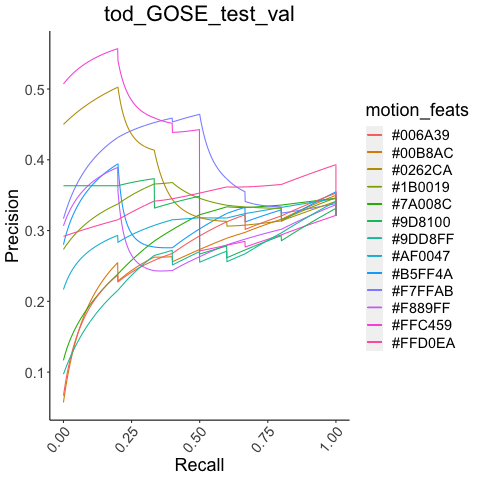 tod_GOSE_test_val
Precision
0.5
0.4
0.3
0.2
0.1
0.00
0.25
0.50
0.75
1.00
Recall
motion_feats
#006A39
#00B8AC
#0262CA
#1B0019
#7A008C
#9D8100
#9DD8FF
#AF0047
#B5FF4A
#F7FFAB
#F889FF
#FFC459
#FFD0EA